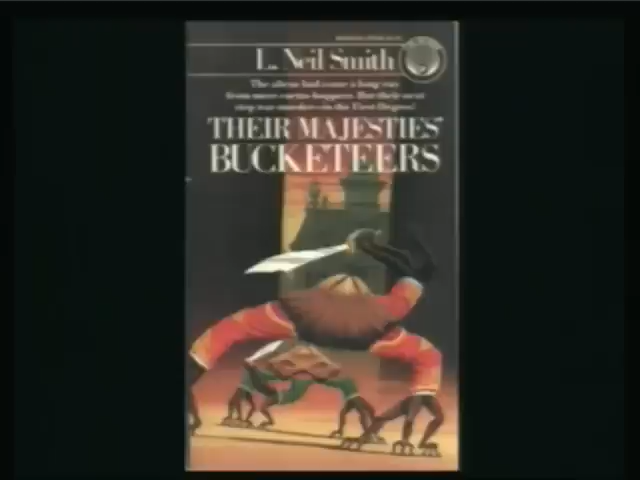 L. Neil Smith
The aliens had come a long way
from mere carna-hoppers. But their next
step was murder—in the First Degree!
THEIR MAJESTIES'
BUCKETEERS